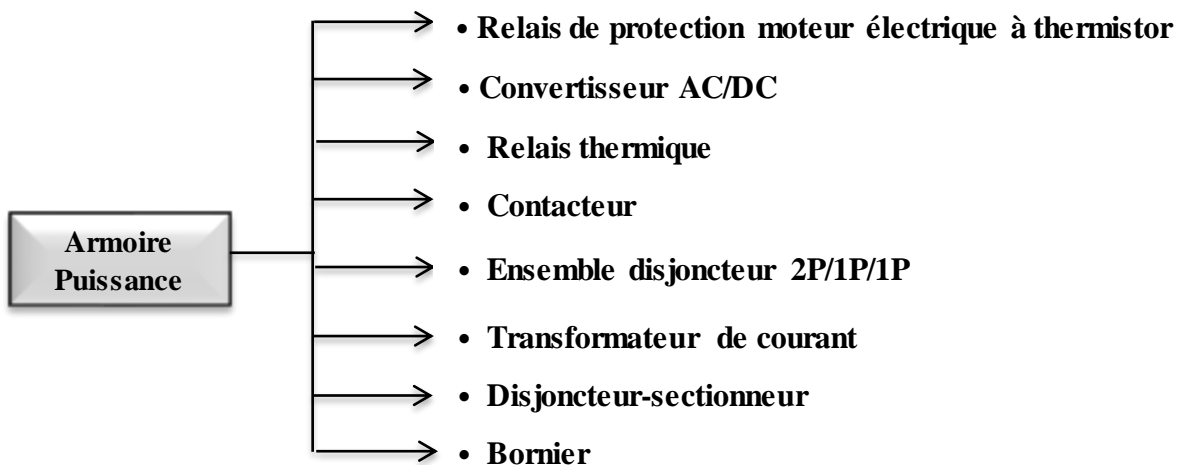 • Relais de protection moteur électrique à thermistor
• Convertisseur AC/DC
• Relais thermique
• Contacteur
Armoire
Puissance
• Ensemble disjoncteur 2P/1P/1P
• Transformateur de courant
• Disjoncteur-sectionneur
• Bornier